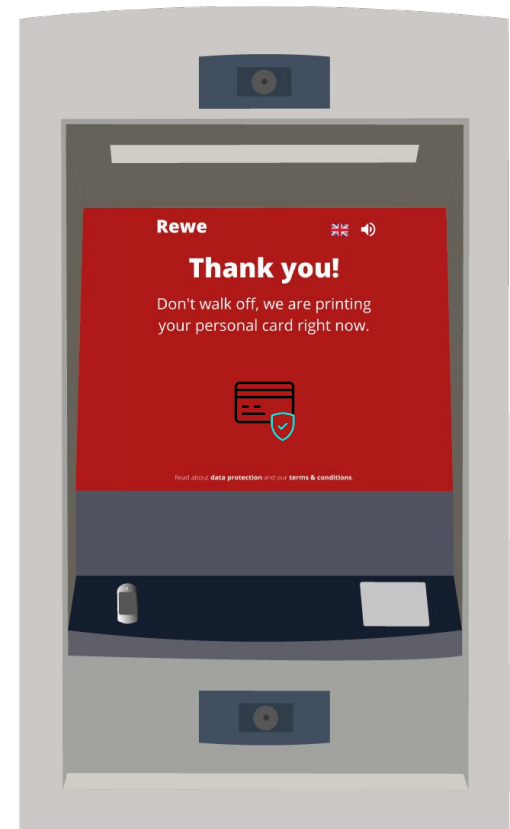 Rewe
Thank you!
Don't walk off, we are printing
your personal card right now.
Read about data protection and our terms & conditions.